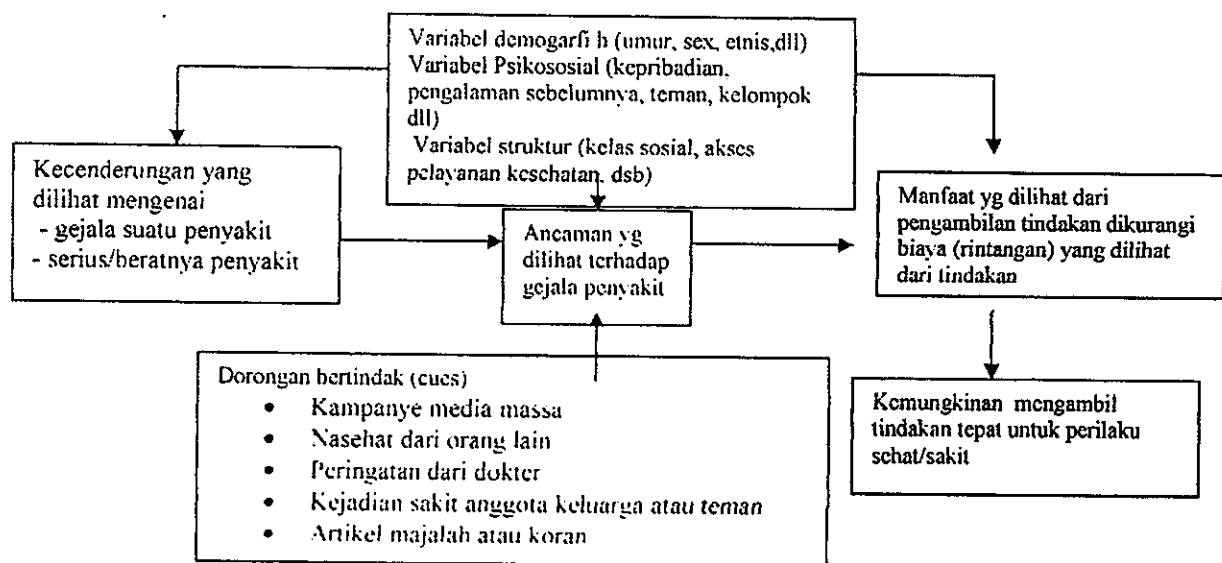 Variabel demogarfi h (umur, sex, etnis,dll)
Variabel Psikososial (kepribadian,
pengalaman sebelumnya, teman, kelompok
dll)
Variabel struktur (kelas sosial, akses
pelayanan kesehatan, dsb)
Kecenderungan yang
dilihat mengenai
- gejala suatu penyakit
- serius/beratnya penyakit
Ancaman yg
dilihat terhadap
gejala penyakit
Manfaat yg dilihat dari
pengambilan tindakan dikurangi
biaya (rintangan) yang dilihat
dari tindakan
Dorongan bertindak (cues)
• Kampanye media massa
• Nasehat dari orang lain
• Peringatan dari dokter
• Kejadian sakit anggota keluarga atau teman
• Artikel majalah atau koran
Kemungkinan mengambil
tindakan tepat untuk perilaku
sehat/sakit